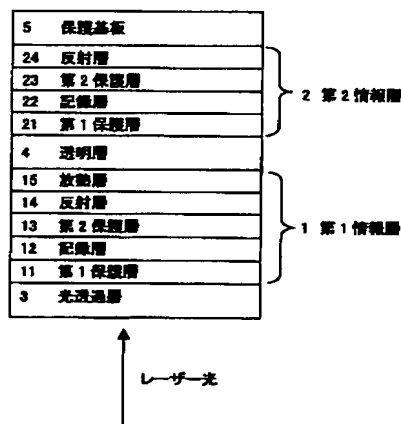 5 保護基板
24 反射層
23 第2保護層
22 記録層
21 第1保護層
2 第2情報層
4 透明層
15 放熱層
14 反射層
13 第2保護層
12 記録層
11 第1保護層
1 第1情報層
3 光透過層
レーザー光